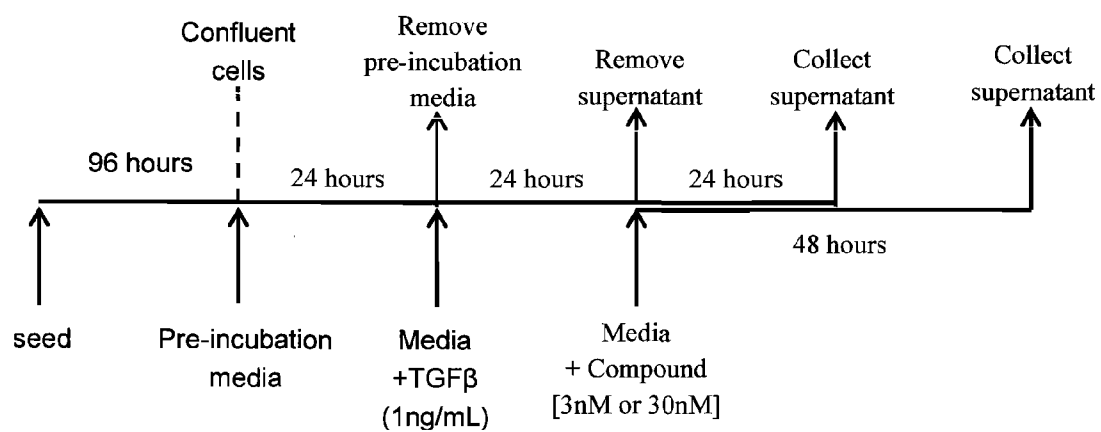 Confluent
cells
Remove
pre-incubation
media
Remove
supernatant
Collect
supernatant
Collect
supernatant
96 hours
24 hours
24 hours
24 hours
48 hours
seed
Pre-incubation
media
Media
+TGFβ
(1ng/mL)
Media
+ Compound
[3nM or 30nM]